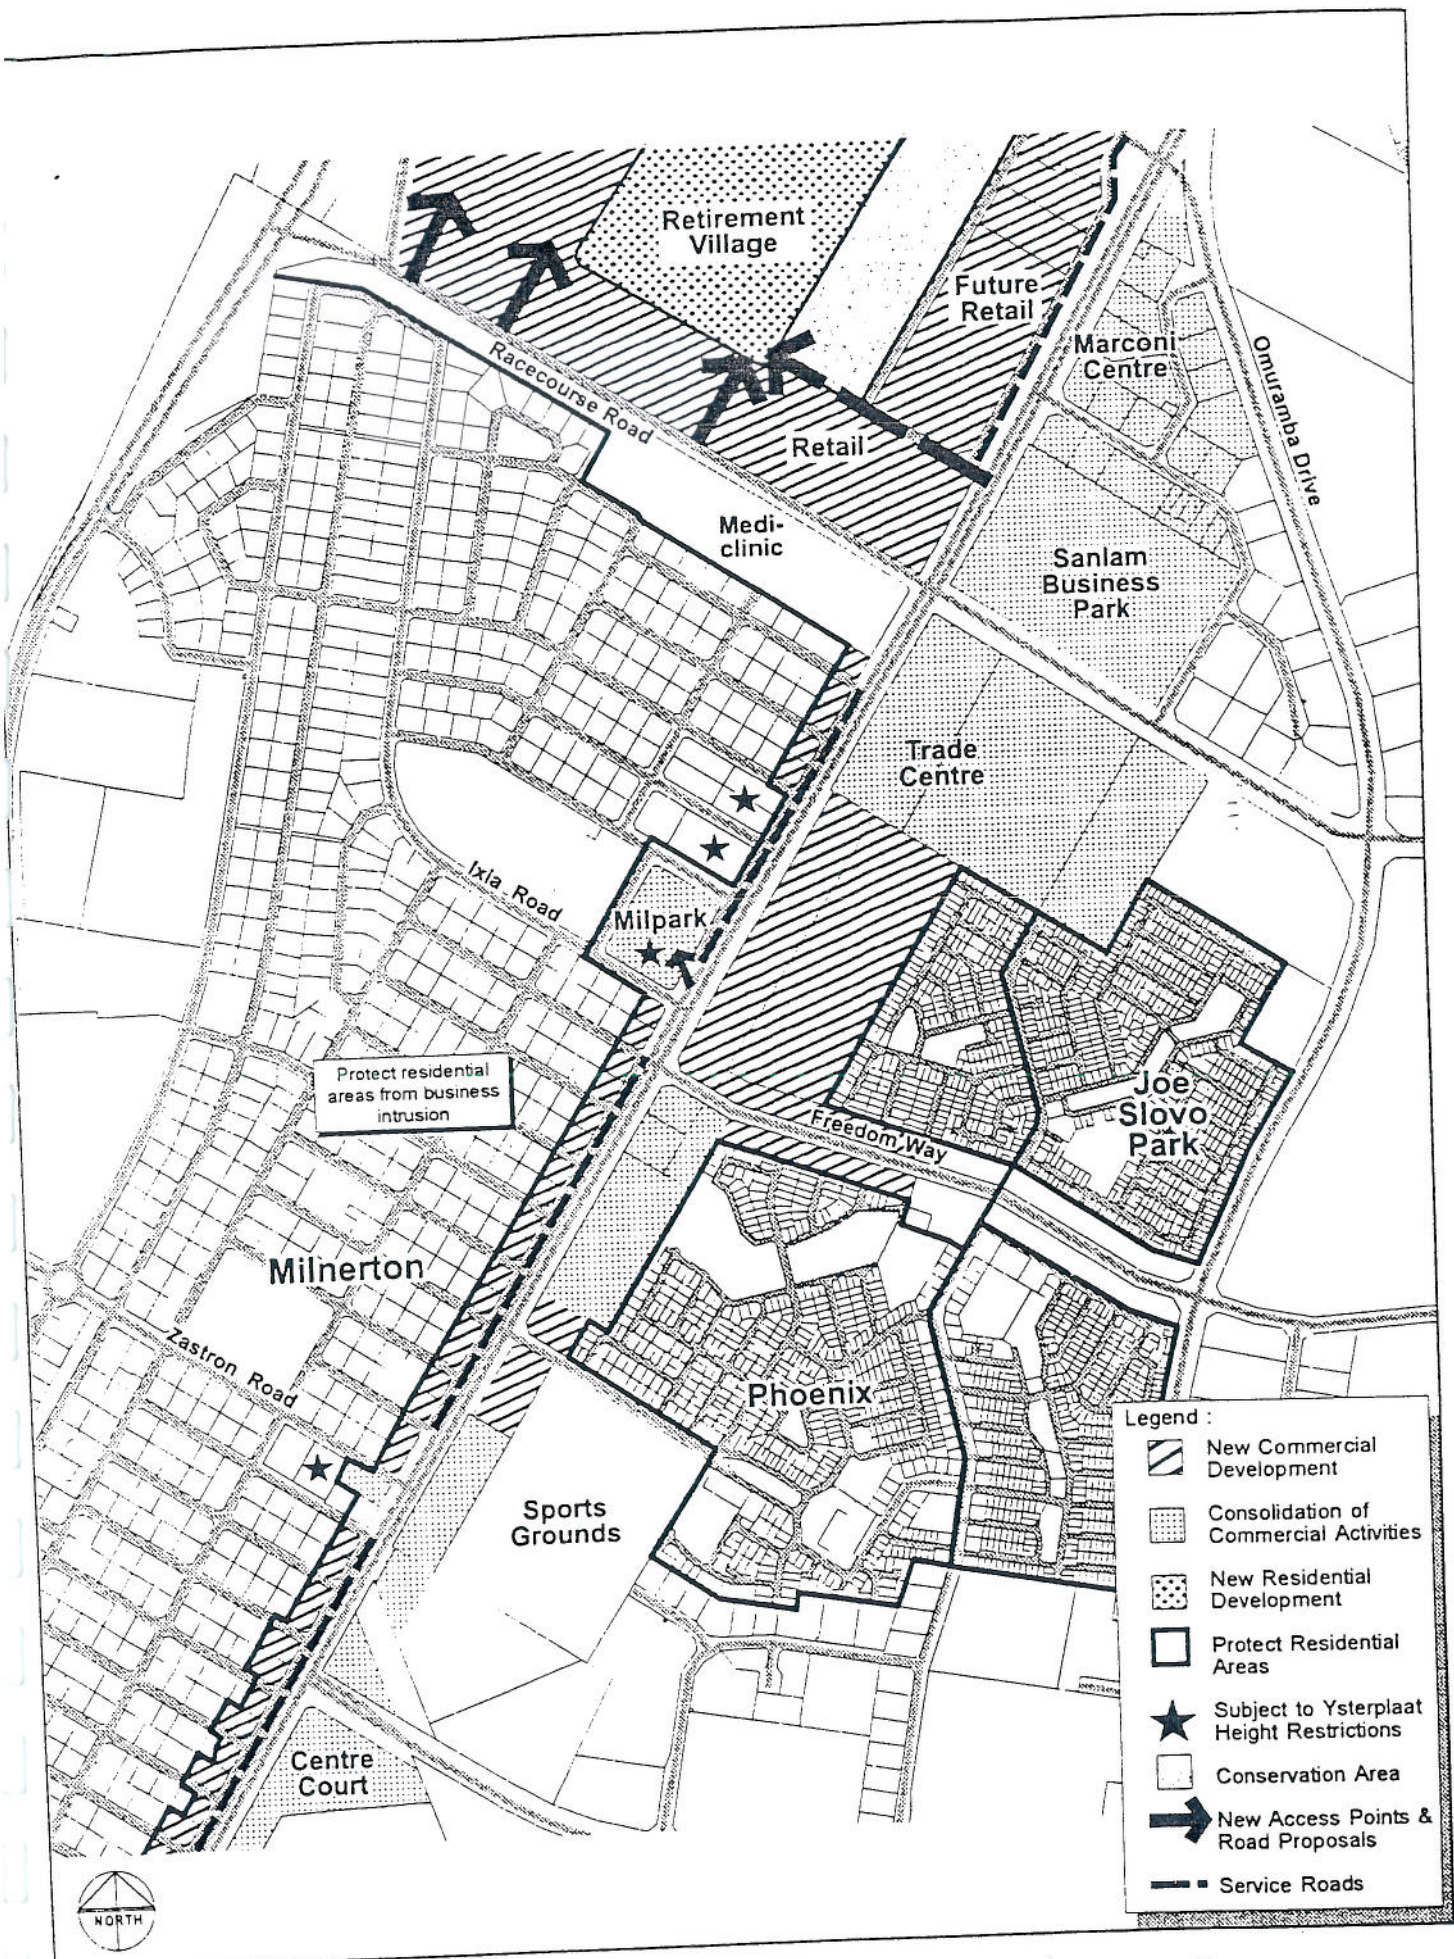 Retirement
Village
Future
Retail
Marconi
Centre
Omuramba Drive
Racecourse Road
Retail
Medi-
clinic
Sanlam
Business
Park
Trade
Centre
Ixla Road
Milpark
Protect residential
areas from business
intrusion
Joe
Slovo
Park
Freedom Way
Milnerton
Zastron Road
Phoenix
Sports
Grounds
Centre
Court
Legend :
New Commercial
Development
Consolidation of
Commercial Activities
New Residential
Development
Protect Residential
Areas
Subject to Ysterplaat
Height Restrictions
Conservation Area
New Access Points &
Road Proposals
Service Roads
NORTH